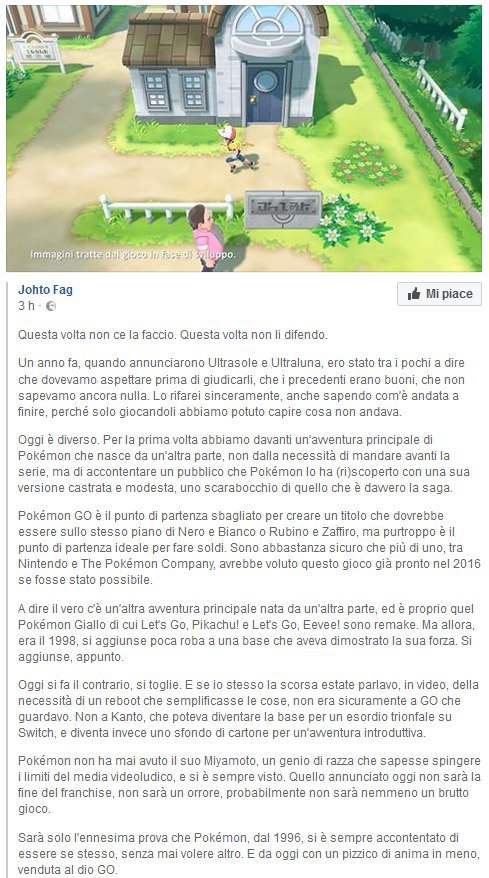 Immagini tratte dal gioco in fase di sviluppo.
Johto Fag
3 h ·
Mi piace
Questa volta non ce la faccio. Questa volta non li difendo.
Un anno fa, quando annunciarono Ultrasole e Ultraluna, ero stato tra i pochi a dire
che dovevamo aspettare prima di giudicarli, che i precedenti erano buoni, che non
sapevamo ancora nulla. Lo rifarei sinceramente, anche sapendo com'è andata a
finire, perché solo giocandoli abbiamo potuto capire cosa non andava.
Oggi è diverso. Per la prima volta abbiamo davanti un'avventura principale di
Pokémon che nasce da un'altra parte, non dalla necessità di mandare avanti la
serie, ma di accontentare un pubblico che Pokémon lo ha (ri)scoperto con una sua
versione castrata e modesta, uno scarabocchio di quello che è davvero la saga.
Pokémon GO è il punto di partenza sbagliato per creare un titolo che dovrebbe
essere sullo stesso piano di Nero e Bianco o Rubino e Zaffiro, ma purtroppo è il
punto di partenza ideale per fare soldi. Sono abbastanza sicuro che più di uno, tra
Nintendo e The Pokémon Company, avrebbe voluto questo gioco già pronto nel 2016
se fosse stato possibile.
A dire il vero c'è un'altra avventura principale nata da un'altra parte, ed è proprio quel
Pokémon Giallo di cui Let's Go, Pikachu! e Let's Go, Eevee! sono remake. Ma allora,
era il 1998, si aggiunse poca roba a una base che aveva dimostrato la sua forza. Si
aggiunse, appunto.
Oggi si fa il contrario, si toglie. E se io stesso la scorsa estate parlavo, in video, della
necessità di un reboot che semplificasse le cose, non era sicuramente a GO che
guardavo. Non a Kanto, che poteva diventare la base per un esordio trionfale su
Switch, e diventa invece uno sfondo di cartone per un'avventura introduttiva.
Pokémon non ha mai avuto il suo Miyamoto, un genio di razza che sapesse spingere
i limiti del media videoludico, e si è sempre visto. Quello annunciato oggi non sarà la
fine del franchise, non sarà un orrore, probabilmente non sarà nemmeno un brutto
gioco.
Sarà solo l'ennesima prova che Pokémon, dal 1996, si è sempre accontentato di
essere se stesso, senza mai volere altro. E da oggi con un pizzico di anima in meno,
venduta al dio GO.